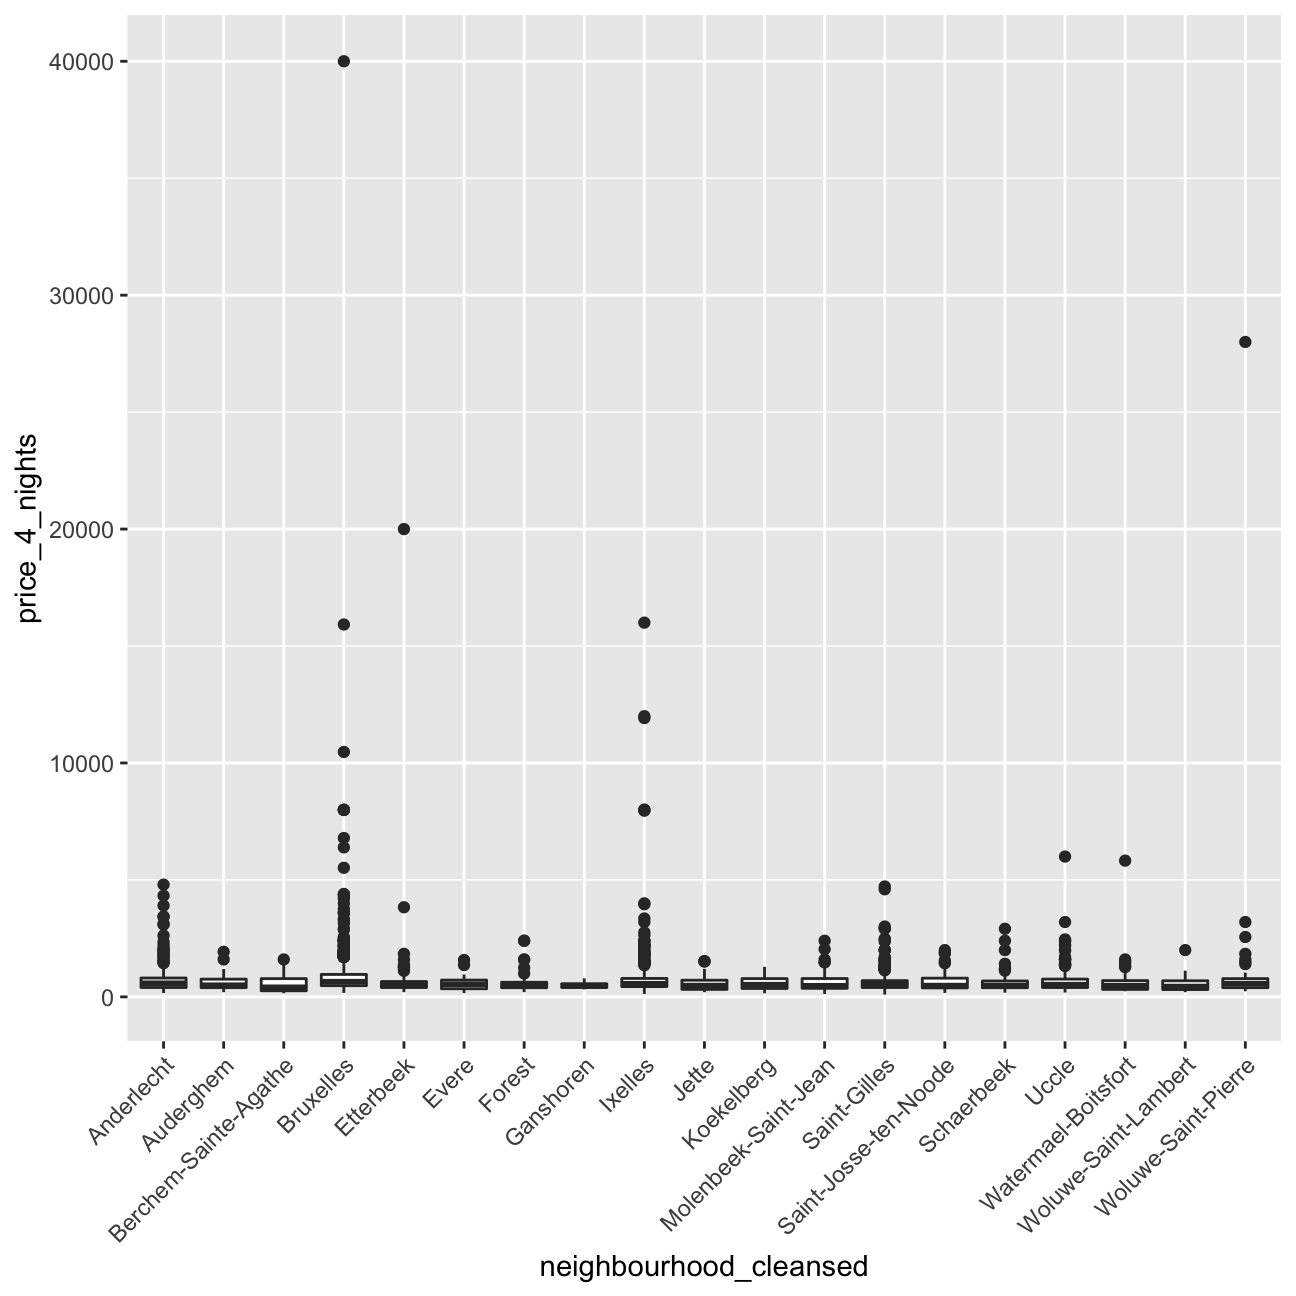 40000
30000
20000
10000
0
price_4_nights
Anderlecht
Auderghem
Berchem-Sainte-Agathe
Bruxelles
Etterbeek
Evere
Forest
Ganshoren
Ixelles
Jette
Koekelberg
Molenbeek-Saint-Jean
Saint-Gilles
Saint-Josse-ten-Noode
Schaerbeek
Uccle
Watermael-Boitsfort
Woluwe-Saint-Lambert
Woluwe-Saint-Pierre
neighbourhood_cleansed